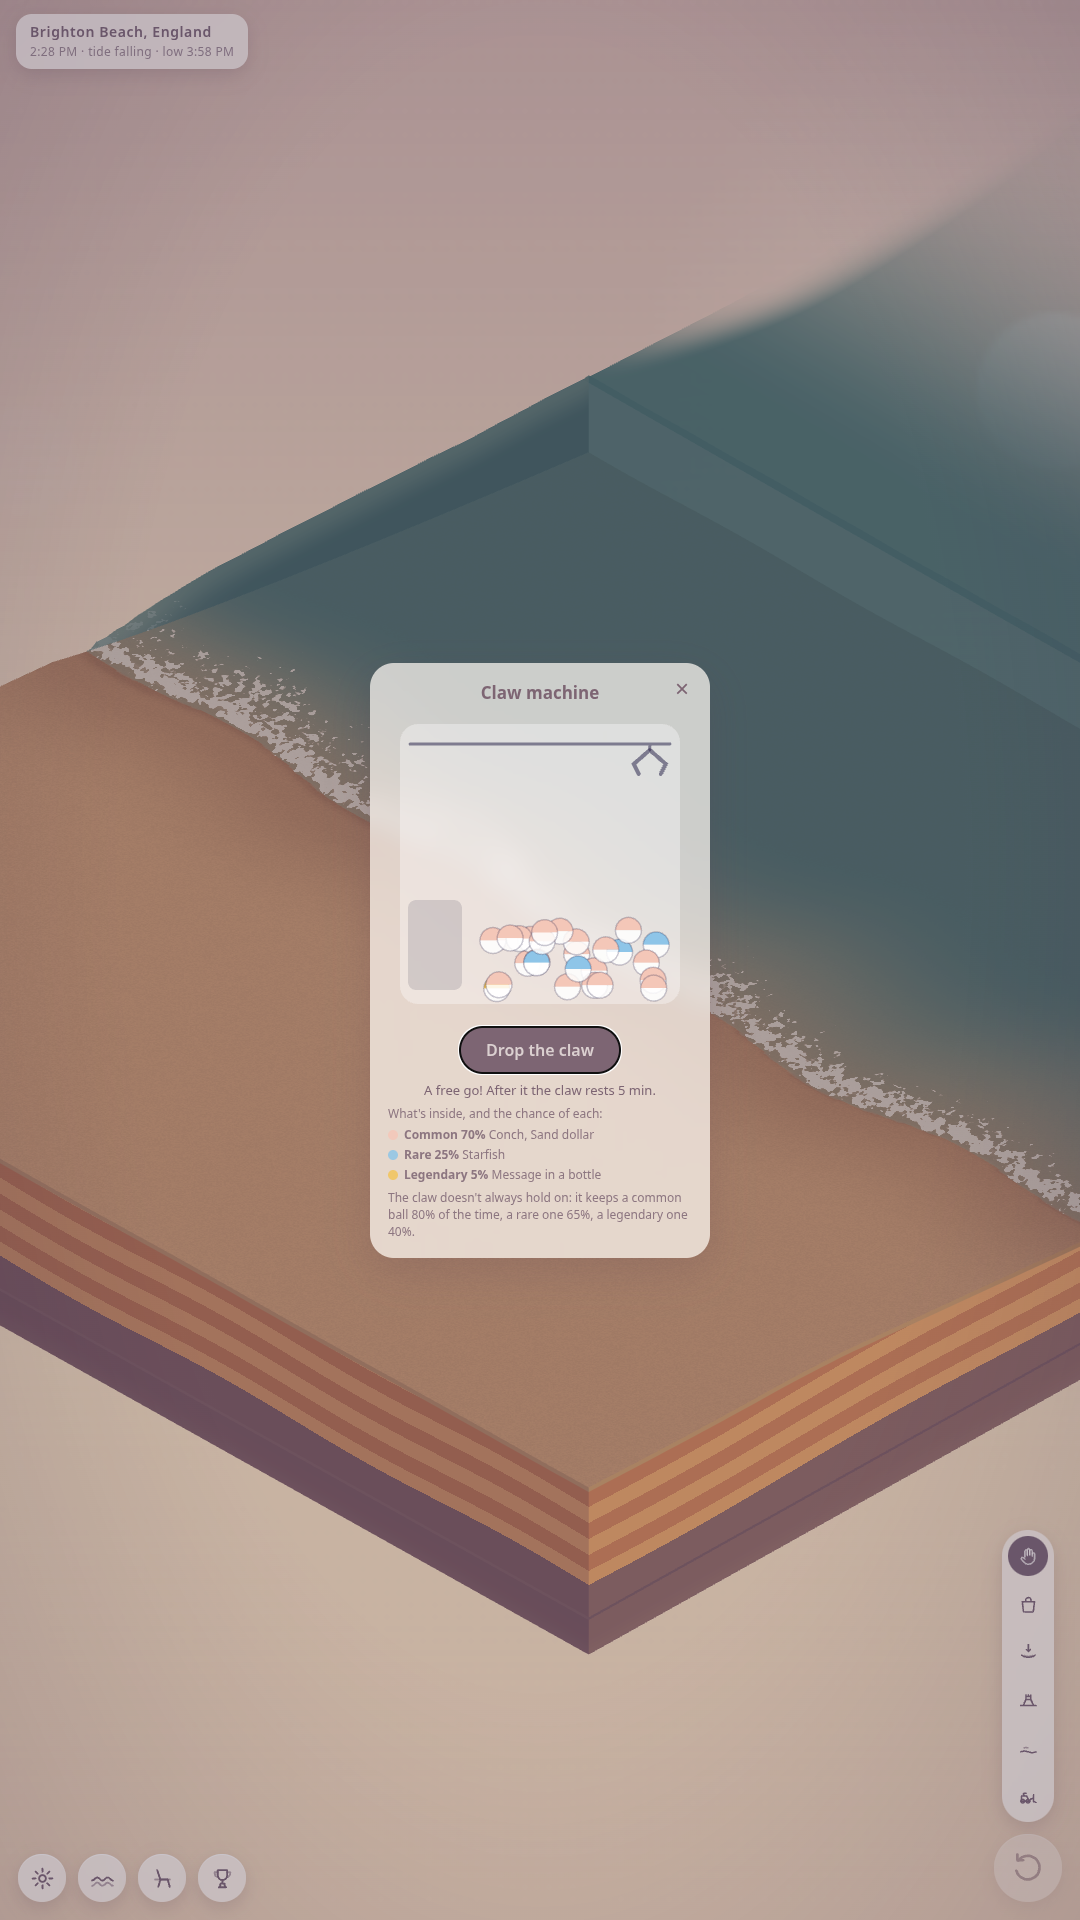 Brighton Beach, England
2:28 PM · tide falling · low 3:58 PM
Claw machine
Drop the claw
A free go! After it the claw rests 5 min.
What's inside, and the chance of each:
Common 70% Conch, Sand dollar
Rare 25% Starfish
Legendary 5% Message in a bottle
The claw doesn't always hold on: it keeps a common
ball 80% of the time, a rare one 65%, a legendary one
40%.